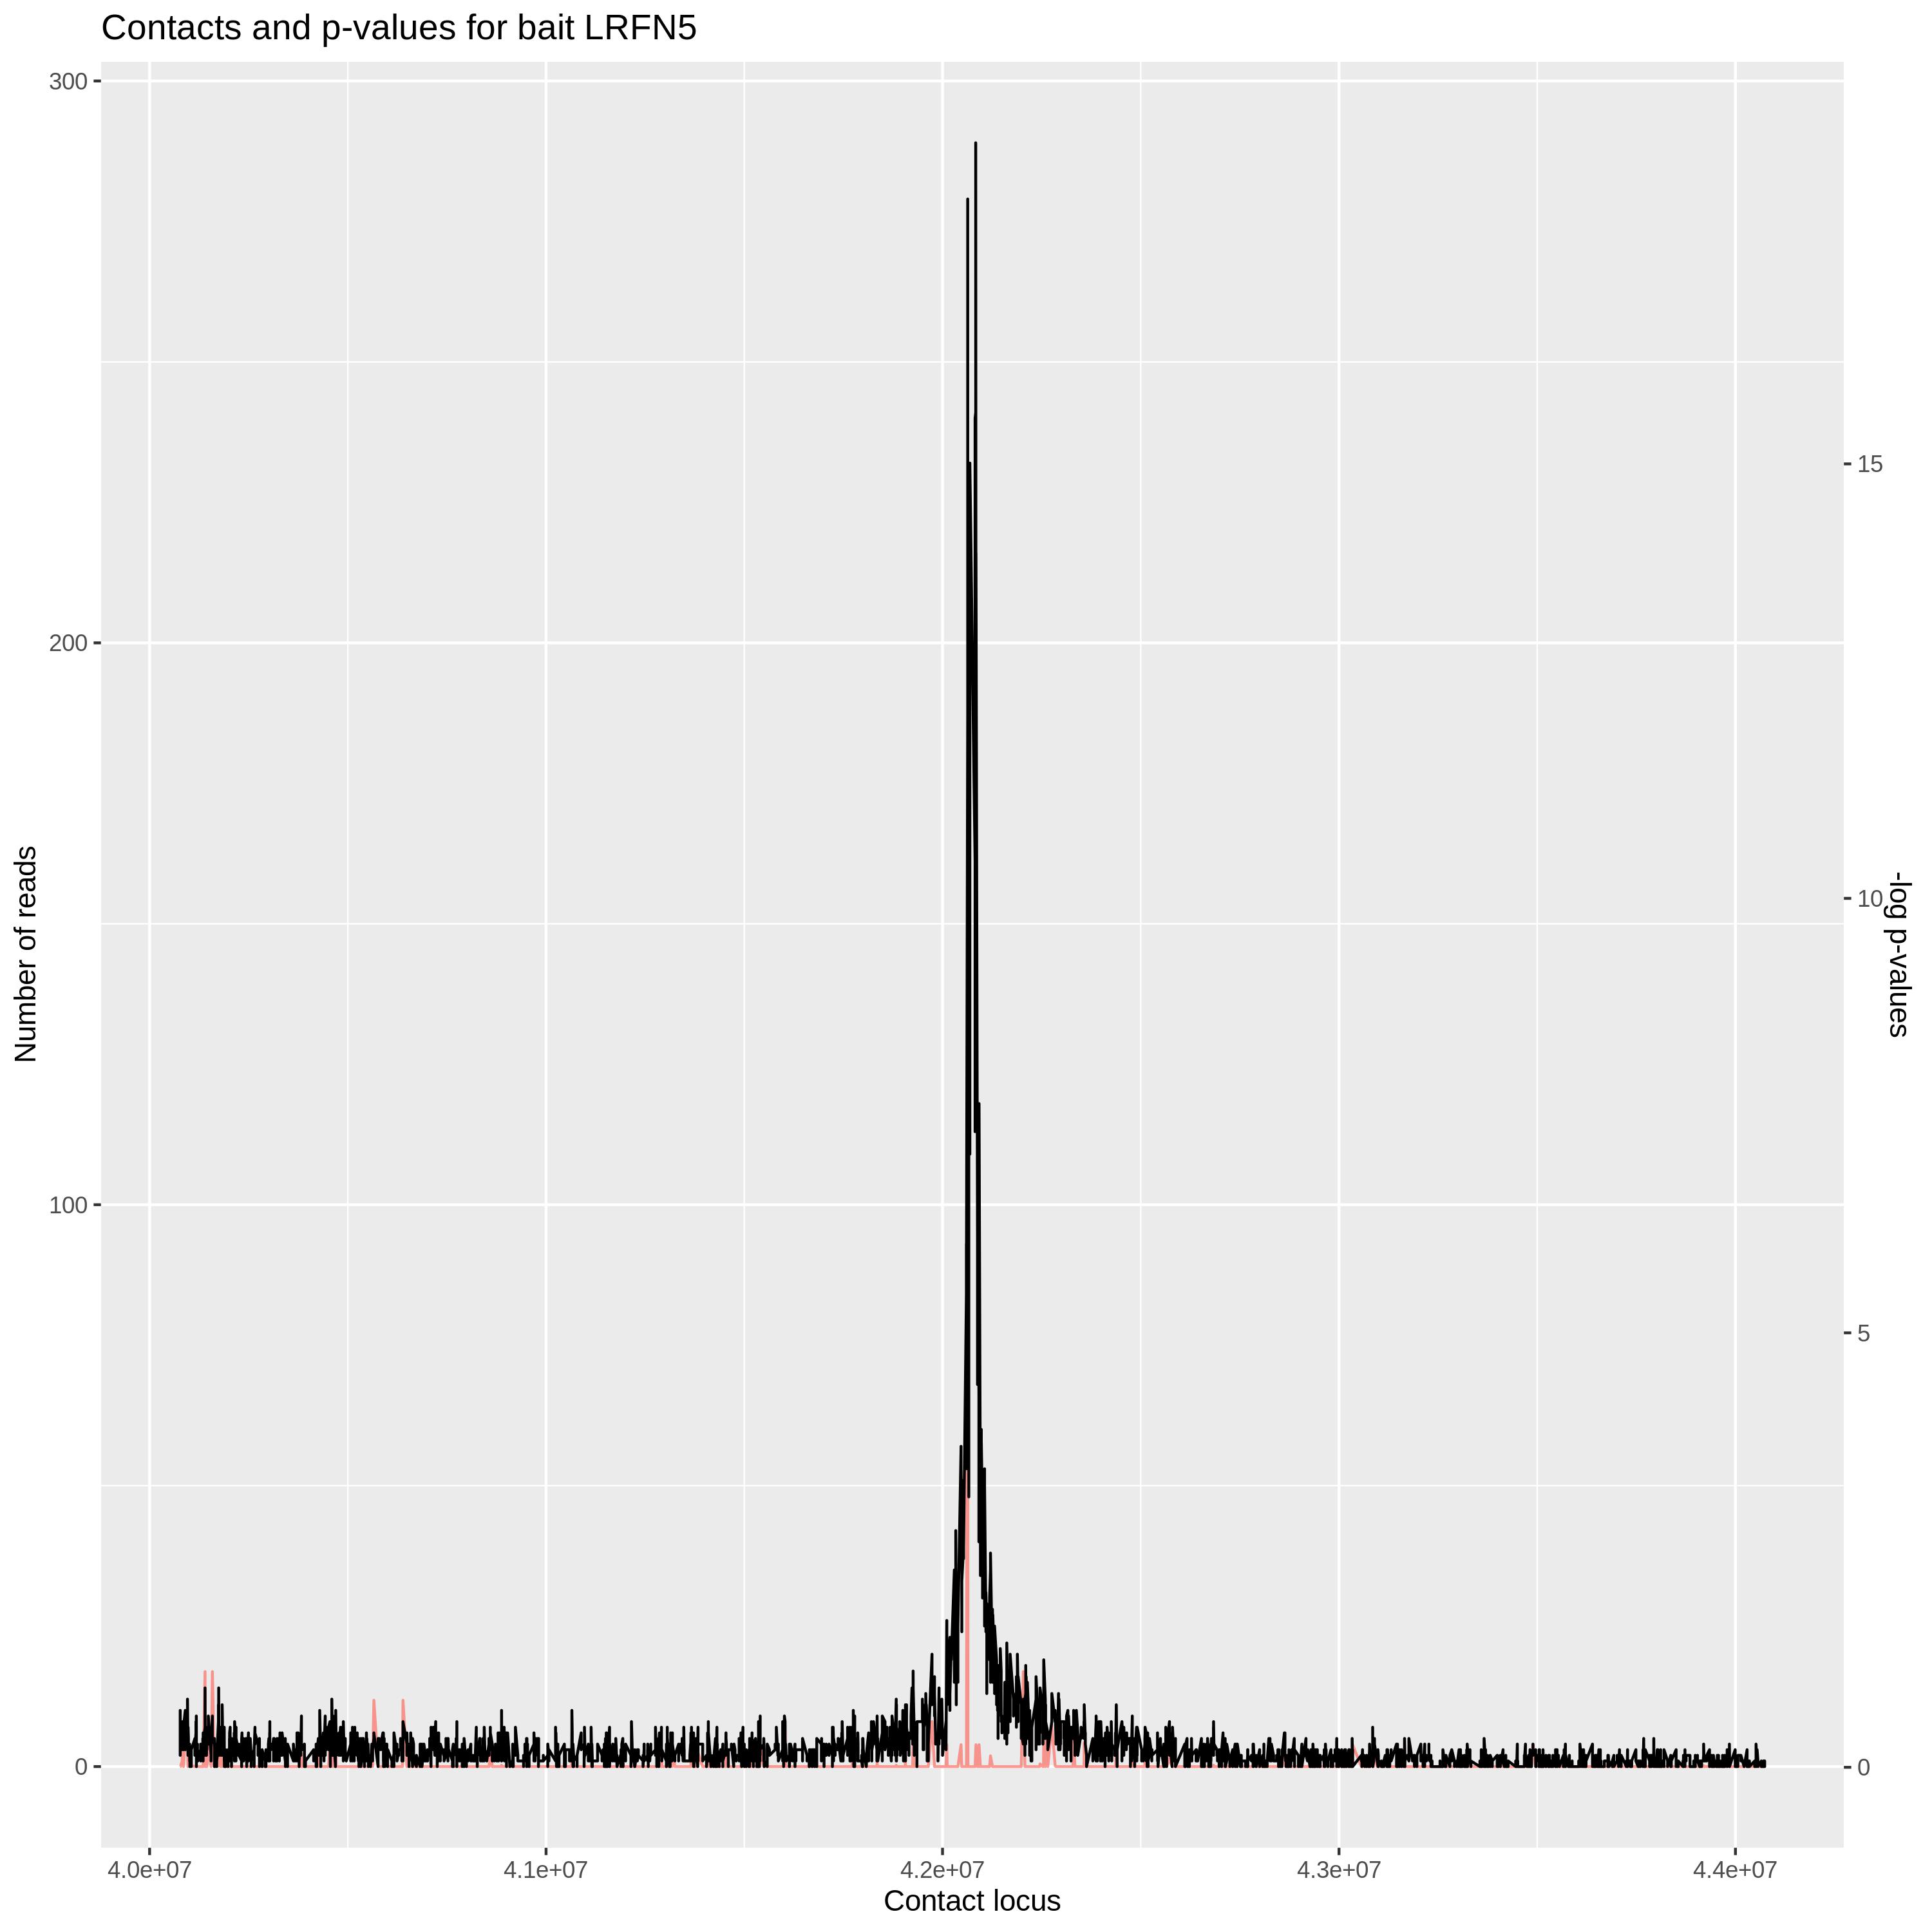 Contacts and p-values for bait LRFN5
300
200
100
0
Number of reads
15
10
5
0
-log p-values
4.0e+07
4.1e+07
4.2e+07
4.3e+07
4.4e+07
Contact locus